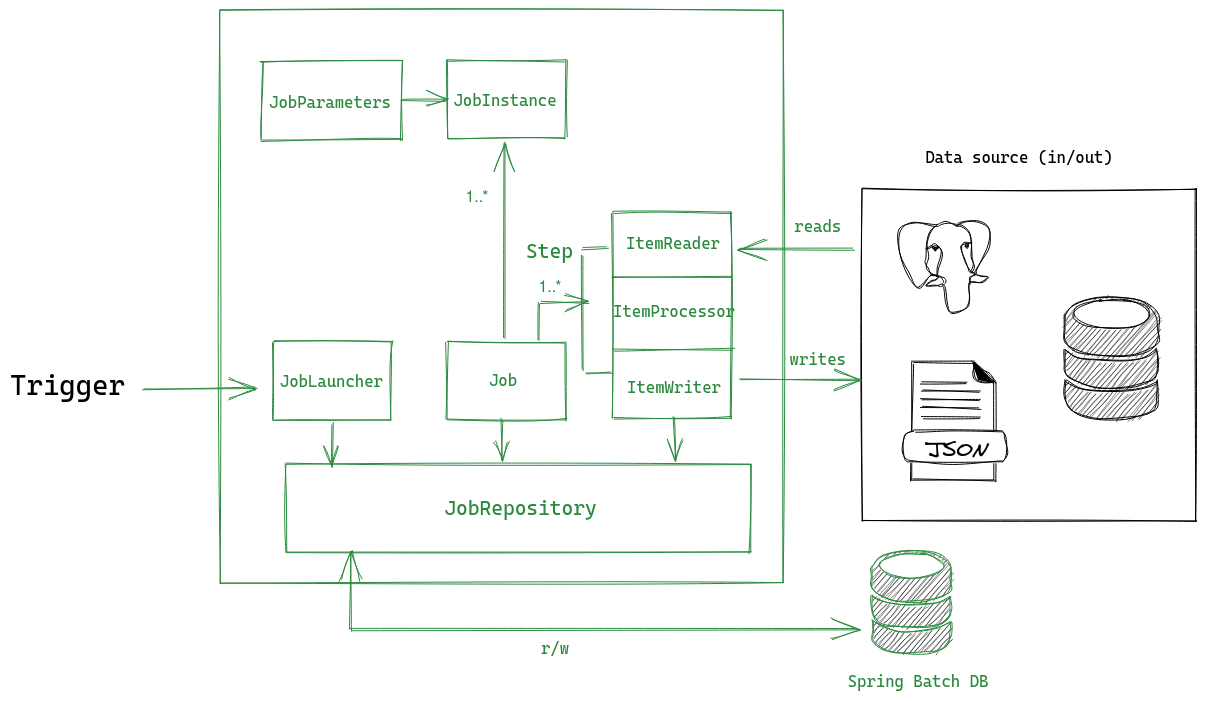 JobParameters
JobInstance
Data source (in/out)
1..*
reads
ItemReader
Step
1..*
ItemProcessor
writes
Trigger
JobLauncher
Job
ItemWriter
JSON
JobRepository
r/w
Spring Batch DB